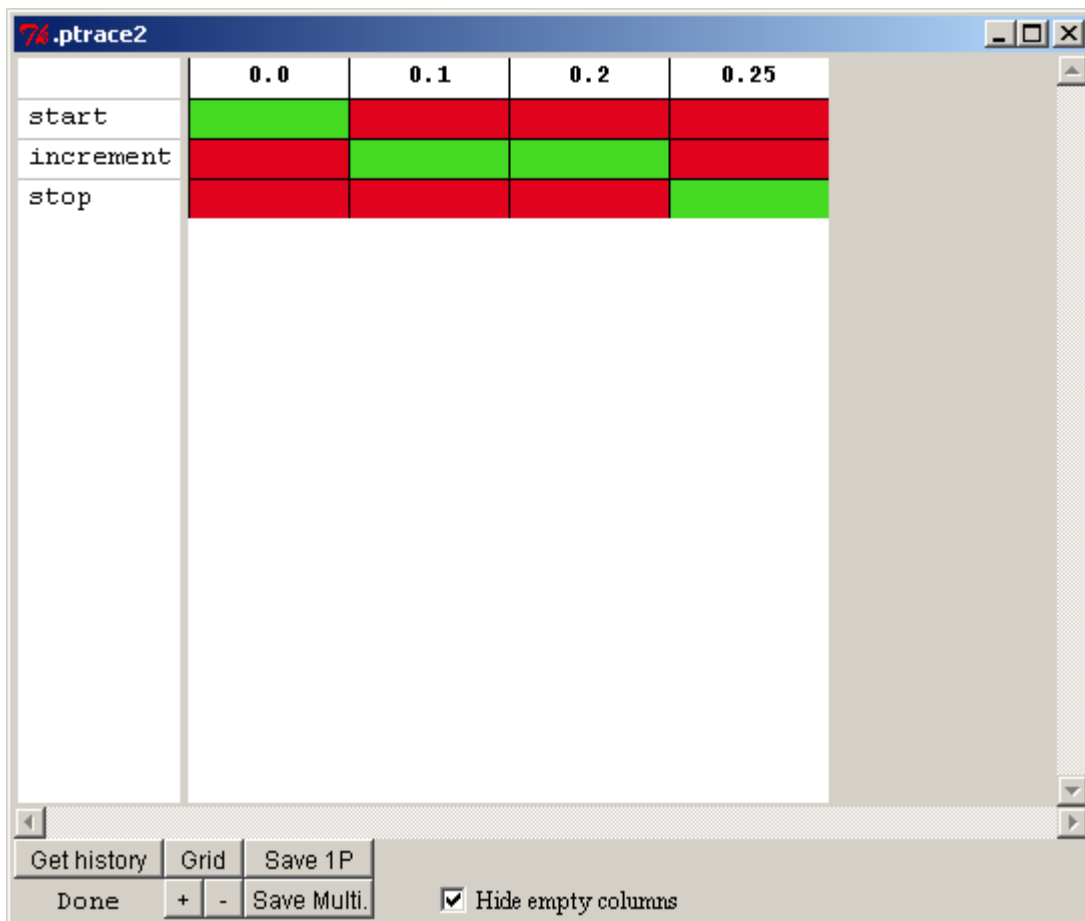 .ptrace2
0.0 0.1 0.2 0.25
start
increment
stop
Get history Grid Save 1P
Done + - Save Multi. Hide empty columns